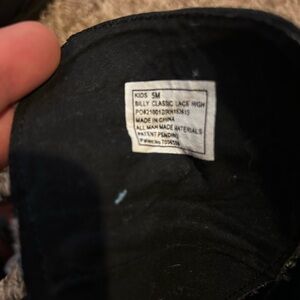 KIDS 5M
BILLY CLASSIC LACE HIGH
MADE IN CHINA
ALL MAN MADE MATERIALS
PATENT PENDING